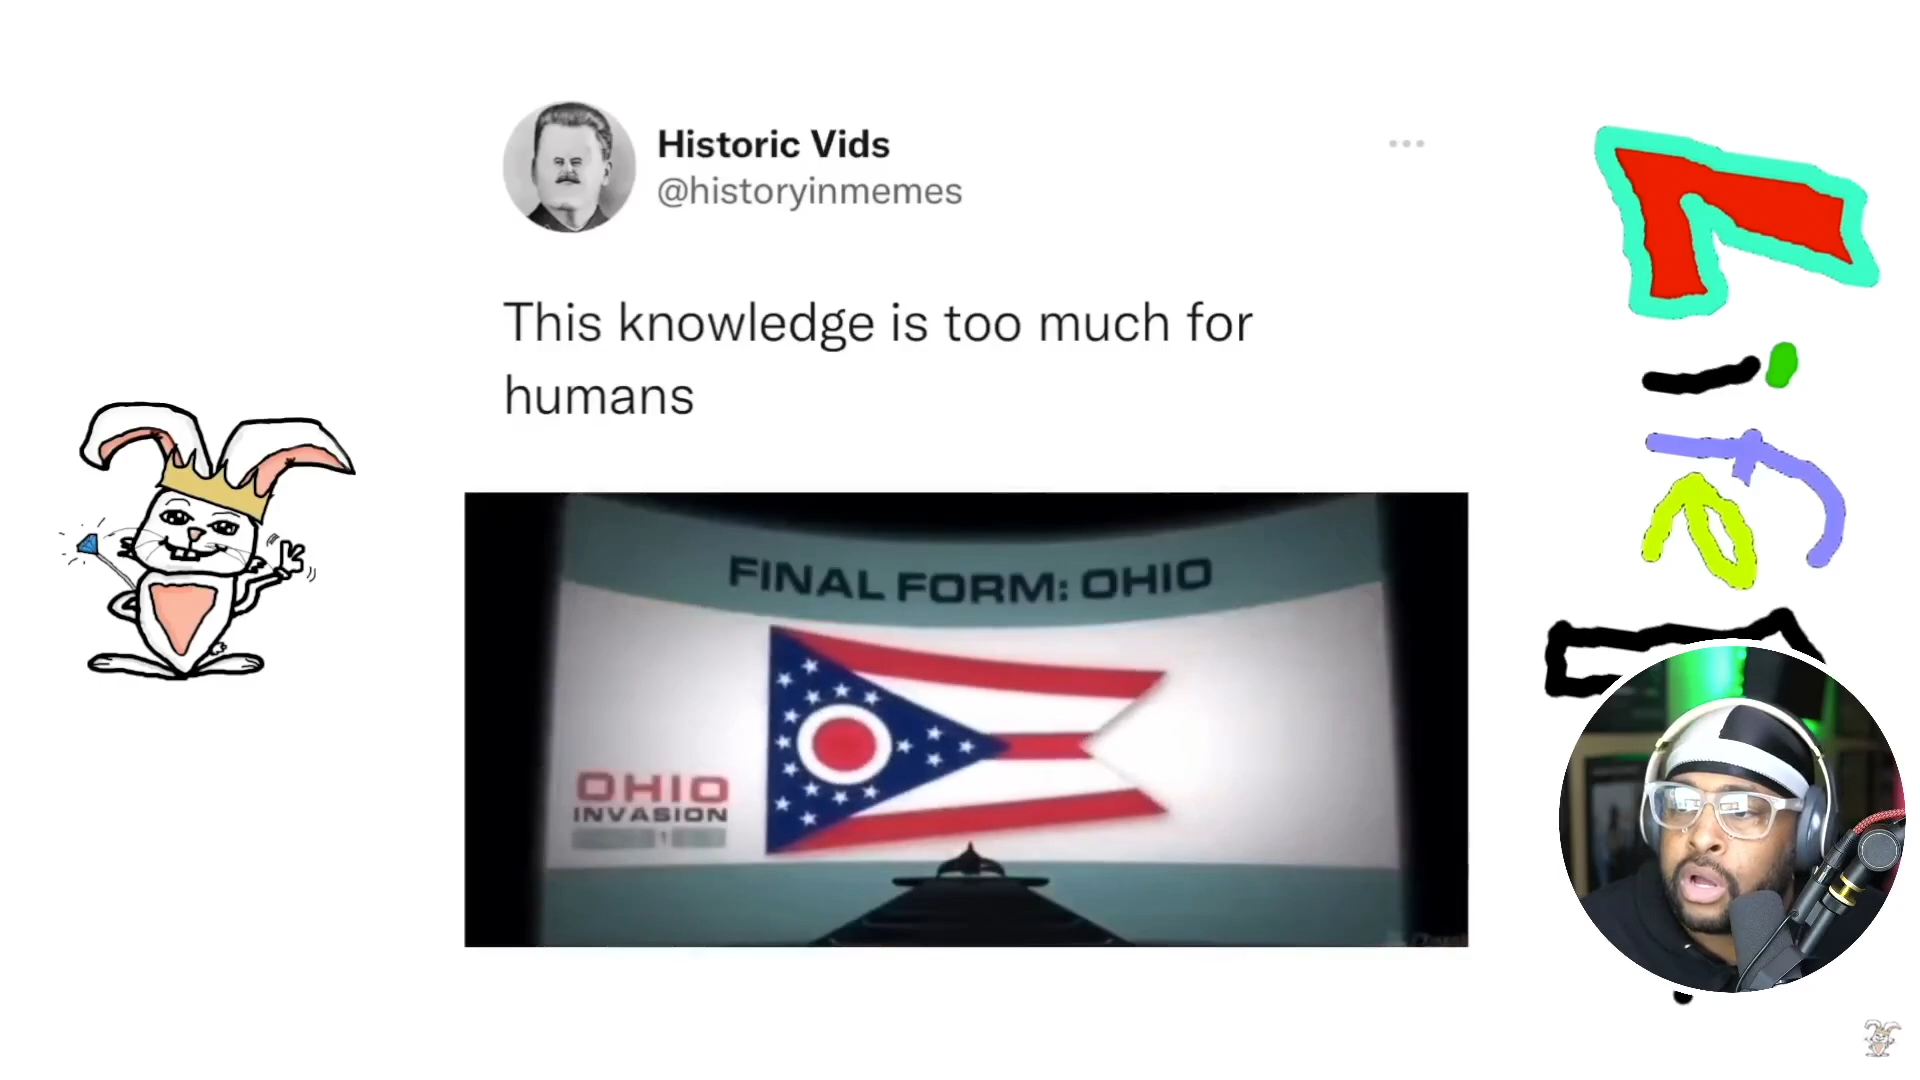 Historic Vids
@historyinmemes
This knowledge is too much for
humans
FINAL FORM: OHIO
OHIO
INVASION